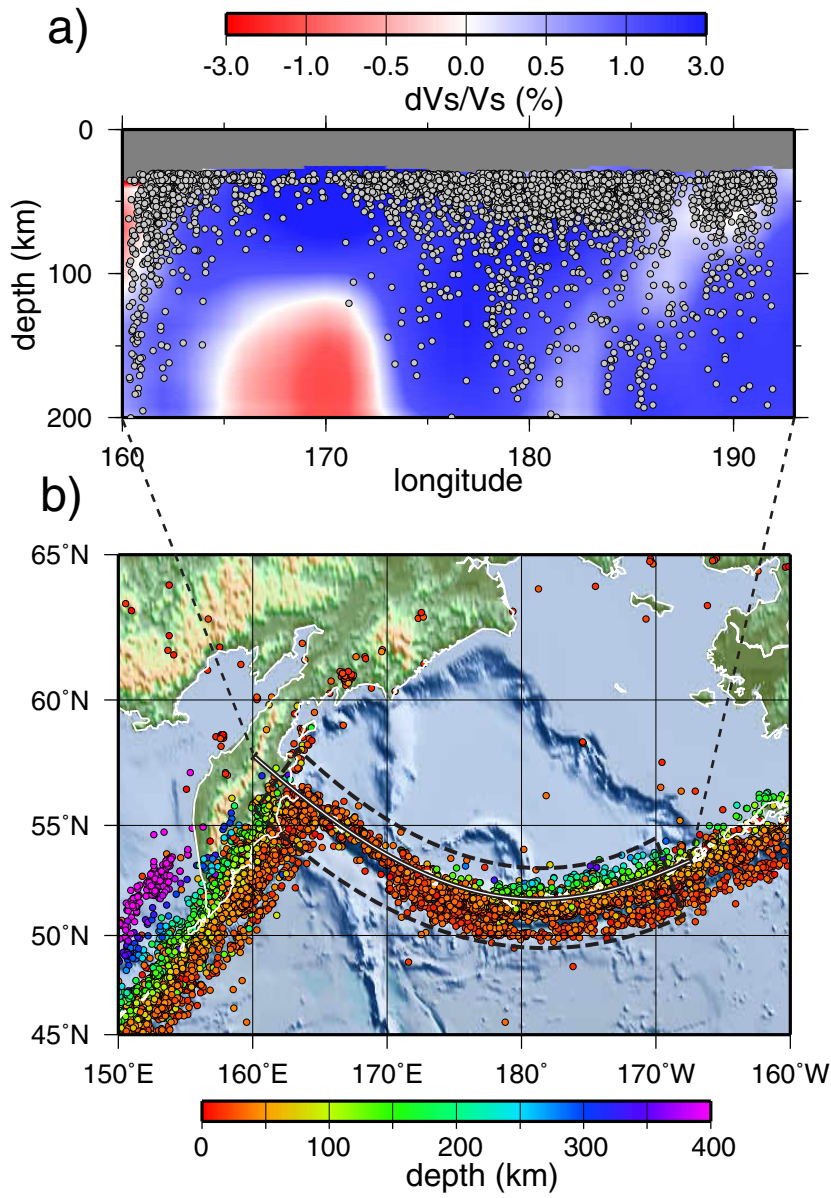 a)
-3.0 -1.0 -0.5 0.0 0.5 1.0 3.0
dVs/Vs (%)
0
100
200
depth (km)
160 170 180 190
longitude
b)
65˚N
60˚N
55˚N
50˚N
45˚N
150˚E 160˚E 170˚E 180˚ 170˚W 160˚W
0 100 200 300 400
depth (km)